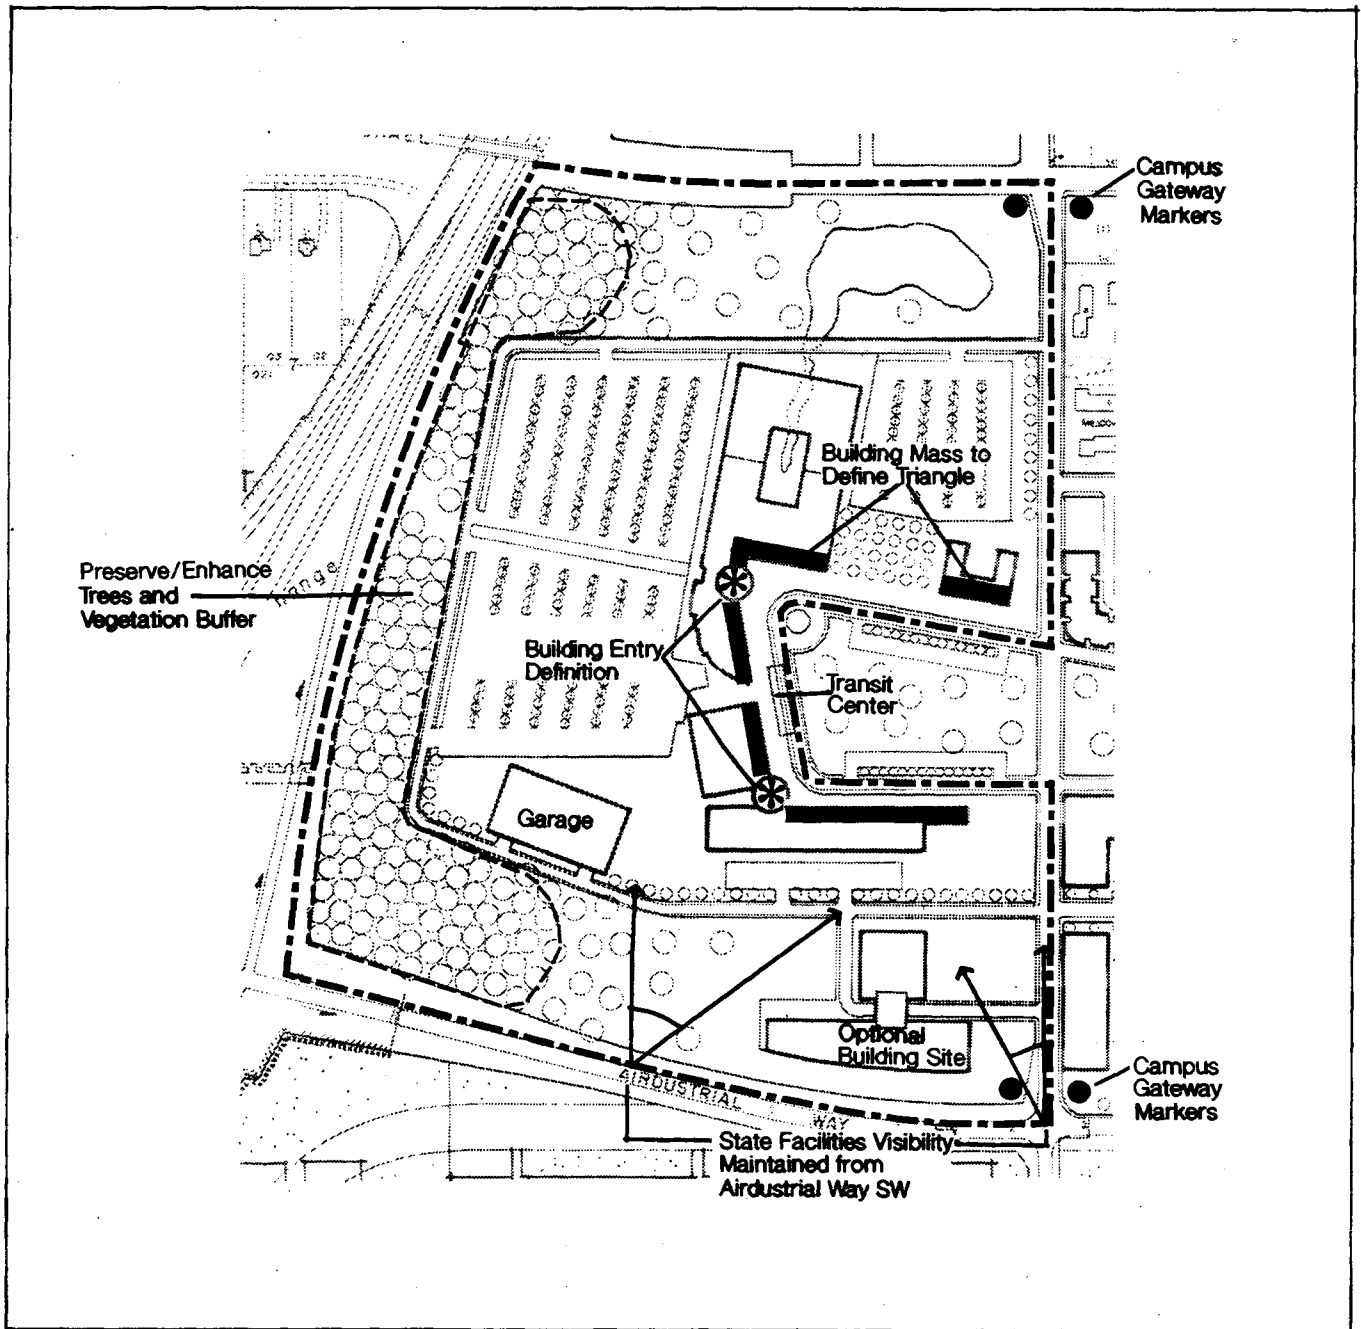 Campus
Gateway
Markers
Building Mass to
Define Triangle
Preserve/Enhance
Trees and
Vegetation Buffer
Range
Building Entry
Definition
Transit
Center
Garage
Optional
Building Site
Campus
Gateway
Markers
AIRDUSTRIAL
WAY
State Facilities Visibility
Maintained from
Airdustrial Way SW